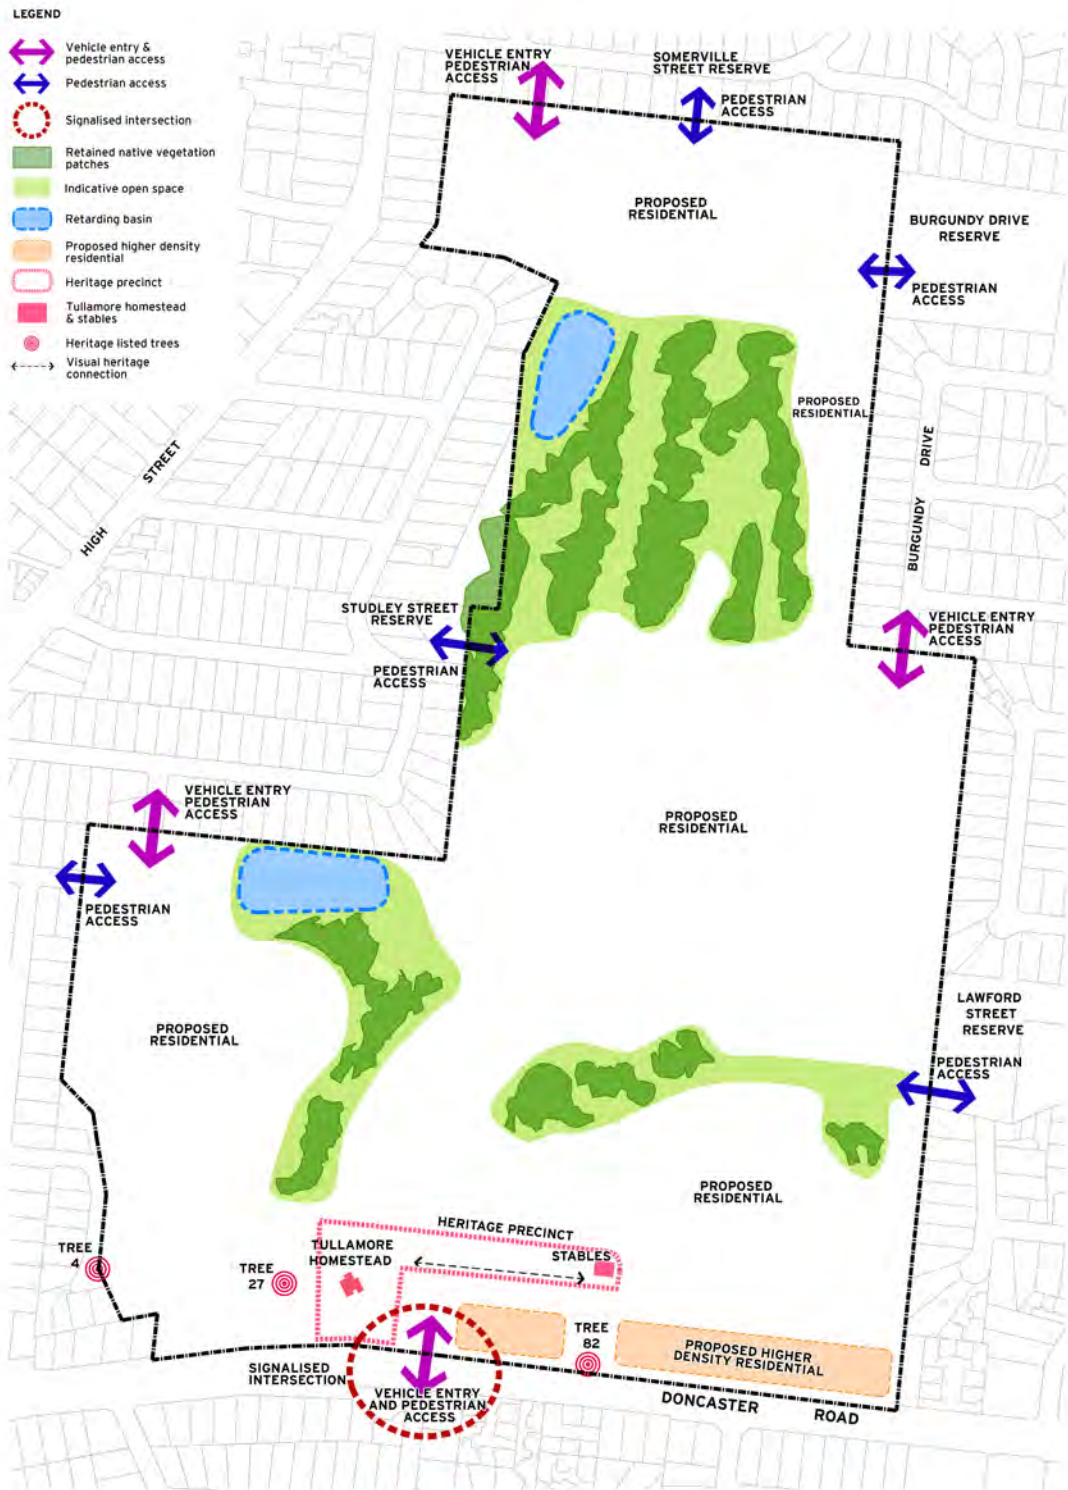 LEGEND
Vehicle entry &
pedestrian access
Pedestrian access
Signalised intersection
Retained native vegetation
patches
Indicative open space
Retarding basin
Proposed higher density
residential
Heritage precinct
Tullamore homestead
& stables
Heritage listed trees
Visual heritage
connection
VEHICLE ENTRY
PEDESTRIAN
ACCESS
SOMERVILLE
STREET RESERVE
PEDESTRIAN
ACCESS
PROPOSED
RESIDENTIAL
BURGUNDY DRIVE
RESERVE
PEDESTRIAN
ACCESS
PROPOSED
RESIDENTIAL
HIGH STREET
BURGUNDY DRIVE
STUDLEY STREET
RESERVE
PEDESTRIAN
ACCESS
VEHICLE ENTRY
PEDESTRIAN
ACCESS
VEHICLE ENTRY
PEDESTRIAN
ACCESS
PROPOSED
RESIDENTIAL
PEDESTRIAN
ACCESS
LAWFORD
STREET
RESERVE
PROPOSED
RESIDENTIAL
PEDESTRIAN
ACCESS
PROPOSED
RESIDENTIAL
HERITAGE PRECINCT
TULLAMORE
HOMESTEAD
STABLES
TREE
4
TREE
27
TREE
82
PROPOSED HIGHER
DENSITY RESIDENTIAL
SIGNALISED
INTERSECTION
VEHICLE ENTRY
AND PEDESTRIAN
ACCESS
DONCASTER ROAD